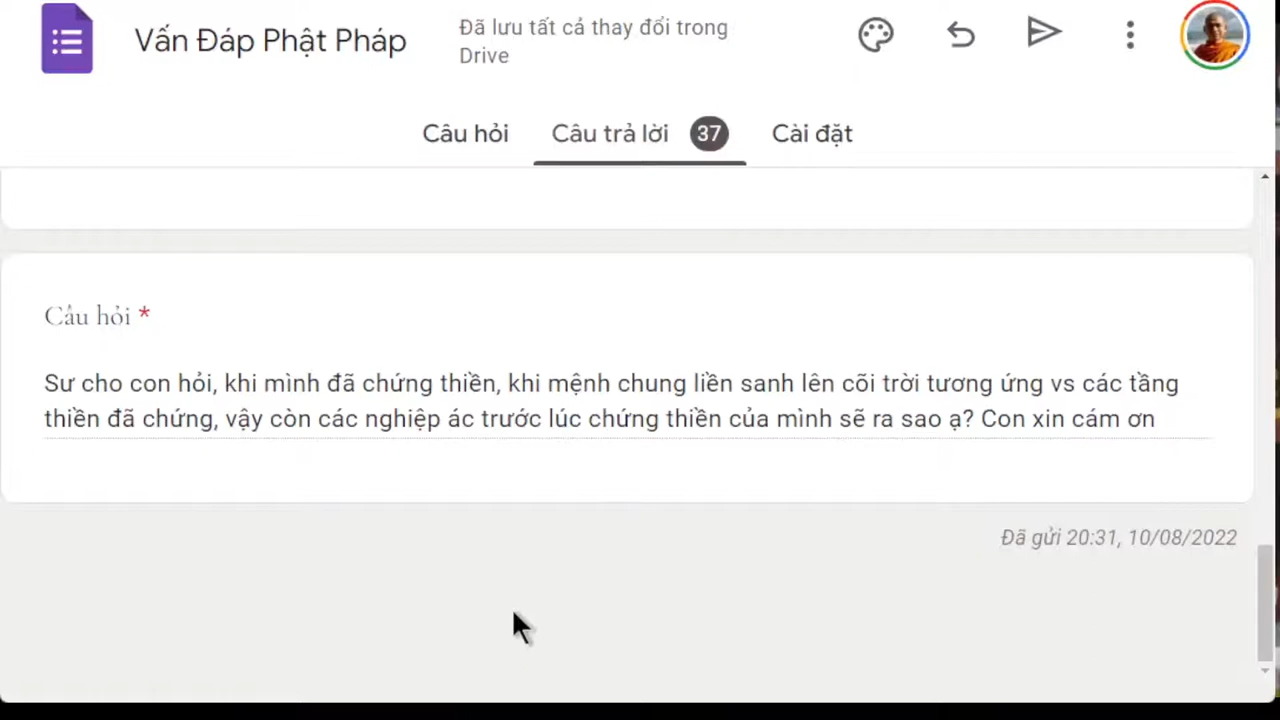 Vấn Đáp Phật Pháp
Đã lưu tất cả thay đổi trong
Drive
Câu hỏi
Câu trả lời 37
Cài đặt
Câu hỏi *
Sư cho con hỏi, khi mình đã chứng thiền, khi mệnh chung liền sanh lên cõi trời tương ứng vs các tầng
thiền đã chứng, vậy còn các nghiệp ác trước lúc chứng thiền của mình sẽ ra sao ạ? Con xin cám ơn
Đã gửi 20:31, 10/08/2022